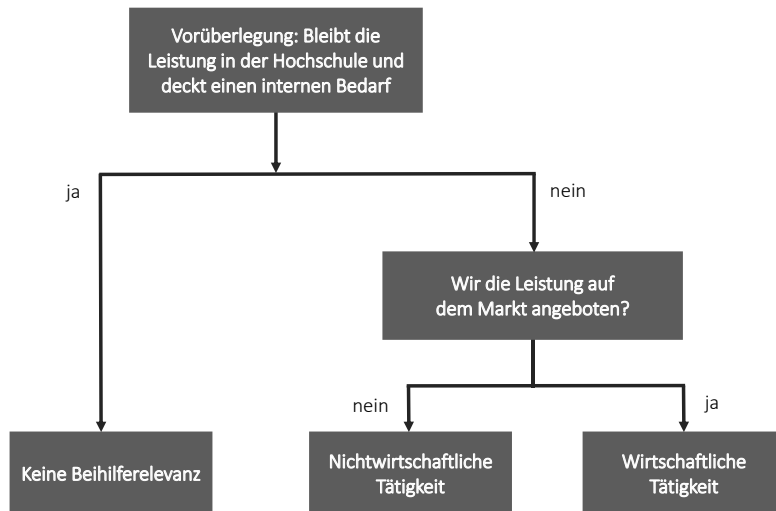 Vorüberlegung: Bleibt die
Leistung in der Hochschule und
deckt einen internen Bedarf
ja
nein
Wir die Leistung auf
dem Markt angeboten?
nein
ja
Keine Beihilferelevanz
Nichtwirtschaftliche
Tätigkeit
Wirtschaftliche
Tätigkeit